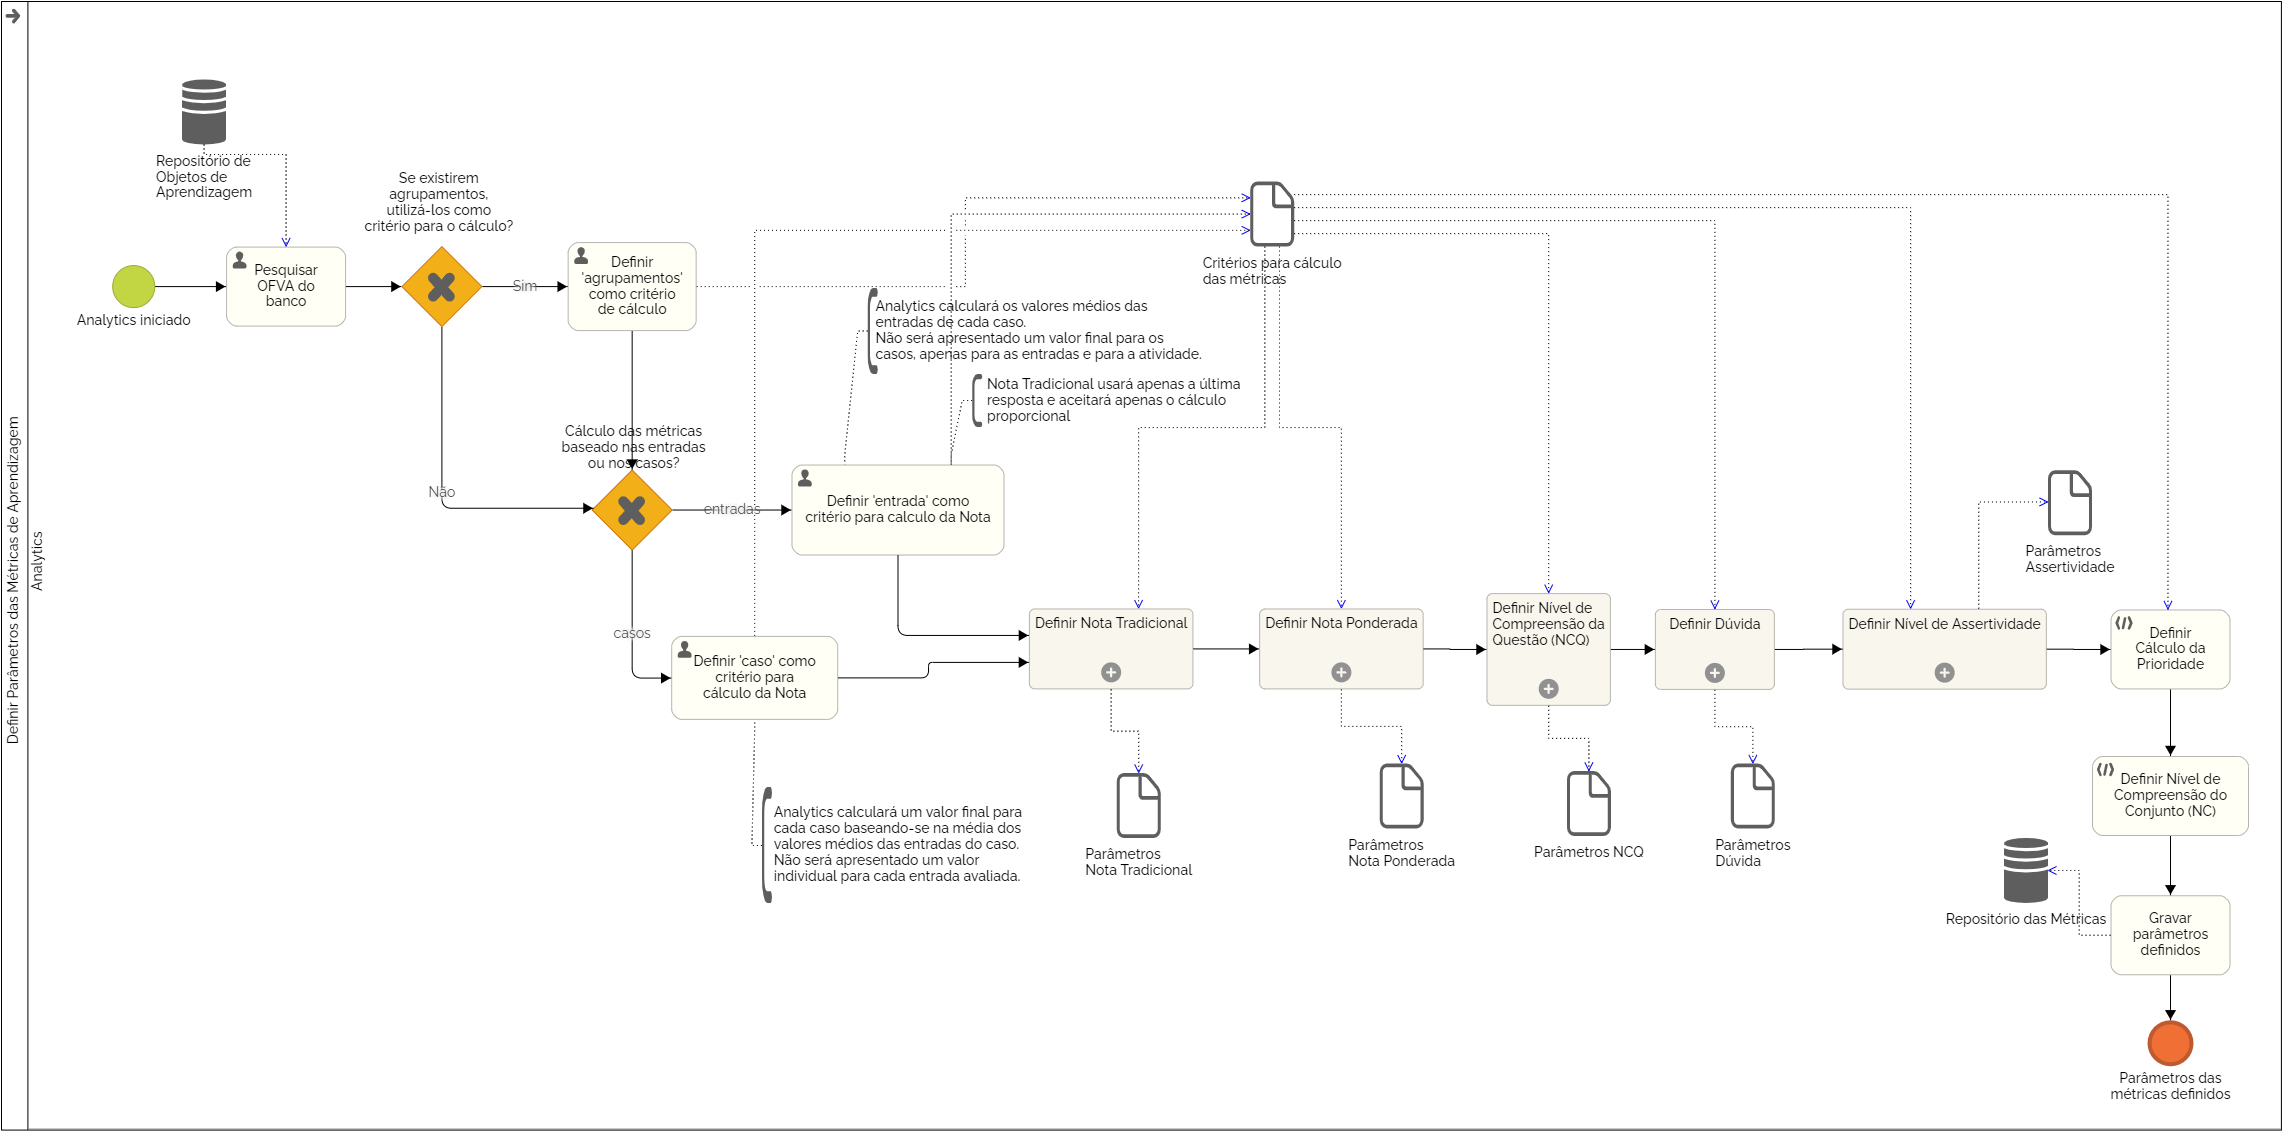 Definir Parâmetros das Métricas de Aprendizagem
Analytics
Repositório de
Objetos de
Aprendizagem
Analytics iniciado
Pesquisar
OFVA do
banco
Se existirem
agrupamentos,
utilizá-los como
critério para o cálculo?
Sim
Não
Definir
'agrupamentos'
como critério
de cálculo
Cálculo das métricas
baseado nas entradas
ou nos casos?
entradas
casos
Analytics calculará os valores médios das
entradas de cada caso.
Não será apresentado um valor final para os
casos, apenas para as entradas e para a atividade.
Nota Tradicional usará apenas a última
resposta e aceitará apenas o cálculo
proporcional
Definir 'entrada' como
critério para calculo da Nota
Definir 'caso' como
critério para
cálculo da Nota
Analytics calculará um valor final para
cada caso baseando-se na média dos
valores médios das entradas do caso.
Não será apresentado um valor
individual para cada entrada avaliada.
Critérios para cálculo
das métricas
Definir Nota Tradicional
Parâmetros
Nota Tradicional
Definir Nota Ponderada
Parâmetros
Nota Ponderada
Definir Nível de
Compreensão da
Questão (NCQ)
Parâmetros NCQ
Definir Dúvida
Parâmetros
Dúvida
Definir Nível de Assertividade
Parâmetros
Assertividade
Definir
Cálculo da
Prioridade
Definir Nível de
Compreensão do
Conjunto (NC)
Repositório das Métricas
Gravar
parâmetros
definidos
Parâmetros das
métricas definidos